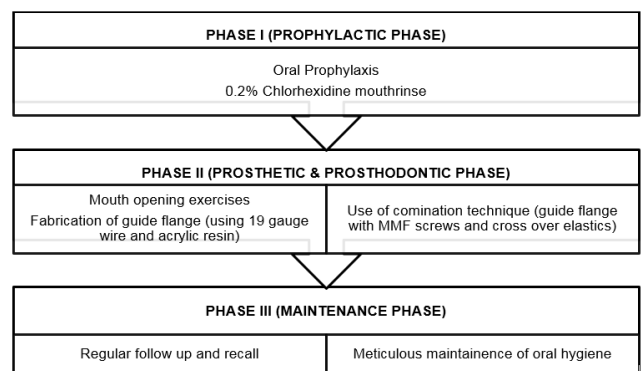 PHASE I (PROPHYLACTIC PHASE)
Oral Prophylaxis
0.2% Chlorhexidine mouthrinse
PHASE II (PROSTHETIC & PROSTHODONTIC PHASE)
Mouth opening exercises
Fabrication of guide flange (using 19 gauge
wire and acrylic resin)
Use of comination technique (guide flange
with MMF screws and cross over elastics)
PHASE III (MAINTENANCE PHASE)
Regular follow up and recall
Meticulous maintainence of oral hygiene